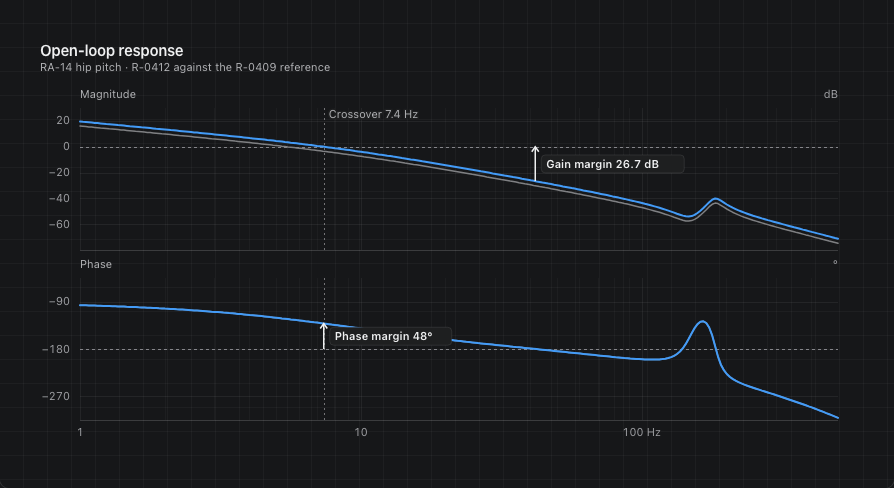 Open-loop response
RA-14 hip pitch · R-0412 against the R-0409 reference
Magnitude
dB
Crossover 7.4 Hz
20
0
−20
−40
−60
Gain margin 26.7 dB
Phase
°
−90
−180
−270
Phase margin 48°
1
10
100 Hz